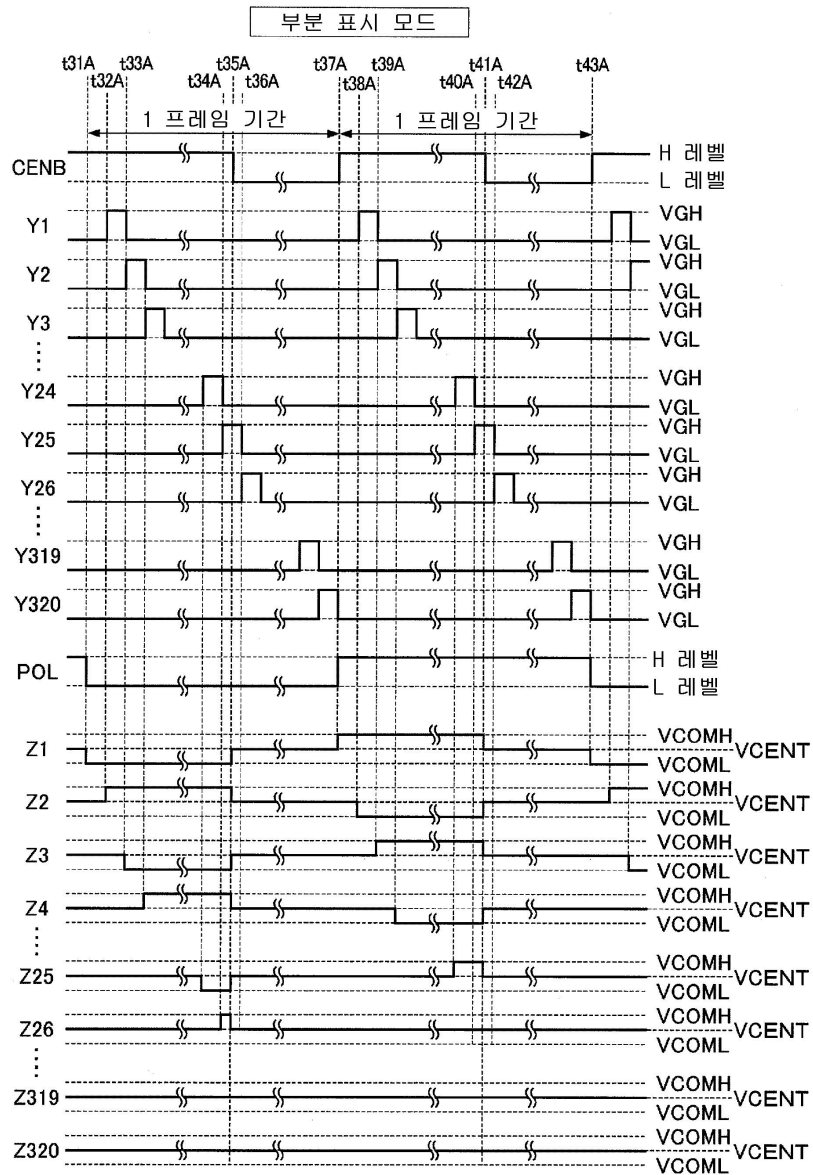 부분 표시 모드
t31A t33A t35A t37A t39A t41A t43A
t32A t34A t36A t38A t40A t42A
1 프레임 기간 1 프레임 기간
CENB H 레벨
L 레벨
Y1 VGH
VGL
Y2 VGH
VGL
Y3 VGH
VGL
Y24 VGH
VGL
Y25 VGH
VGL
Y26 VGH
VGL
Y319 VGH
VGL
Y320 VGH
VGL
POL H 레벨
L 레벨
Z1 VCOMH
VCENT
VCOML
Z2 VCOMH
VCENT
VCOML
Z3 VCOMH
VCENT
VCOML
Z4 VCOMH
VCENT
VCOML
Z25 VCOMH
VCENT
VCOML
Z26 VCOMH
VCENT
VCOML
Z319 VCOMH
VCENT
VCOML
Z320 VCOMH
VCENT
VCOML